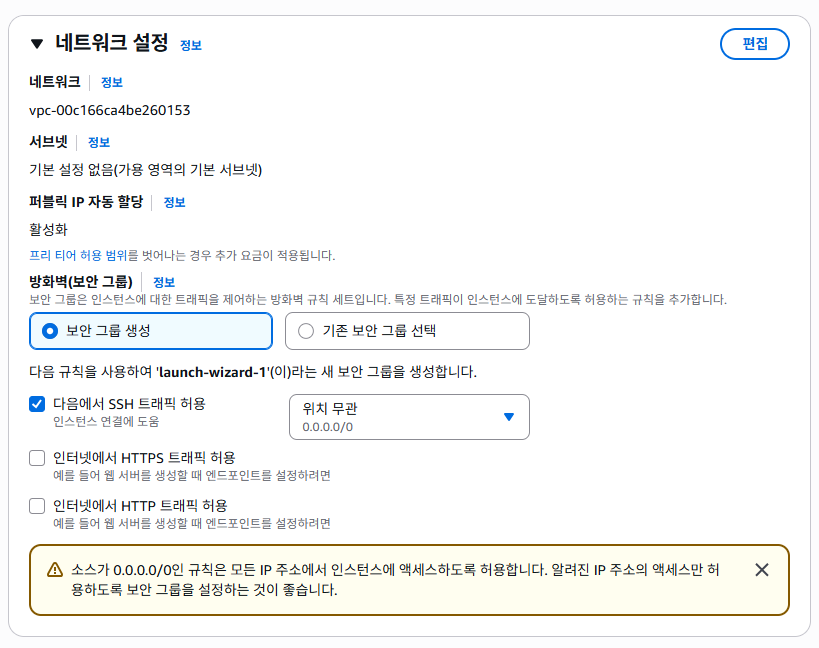 네트워크 설정 정보
편집
네트워크 정보
vpc-00c166ca4be260153
서브넷 정보
기본 설정 없음(가용 영역의 기본 서브넷)
퍼블릭 IP 자동 할당 정보
활성화
프리 티어 허용 범위를 벗어나는 경우 추가 요금이 적용됩니다.
방화벽(보안 그룹) 정보
보안 그룹은 인스턴스에 대한 트래픽을 제어하는 방화벽 규칙 세트입니다. 특정 트래픽이 인스턴스에 도달하도록 허용하는 규칙을 추가합니다.
보안 그룹 생성
기존 보안 그룹 선택
다음 규칙을 사용하여 'launch-wizard-1'(이)라는 새 보안 그룹을 생성합니다.
다음에서 SSH 트래픽 허용
인스턴스 연결에 도움
위치 무관
0.0.0.0/0
인터넷에서 HTTPS 트래픽 허용
예를 들어 웹 서버를 생성할 때 엔드포인트를 설정하려면
인터넷에서 HTTP 트래픽 허용
예를 들어 웹 서버를 생성할 때 엔드포인트를 설정하려면
소스가 0.0.0.0/0인 규칙은 모든 IP 주소에서 인스턴스에 액세스하도록 허용합니다. 알려진 IP 주소의 액세스만 허
용하도록 보안 그룹을 설정하는 것이 좋습니다.